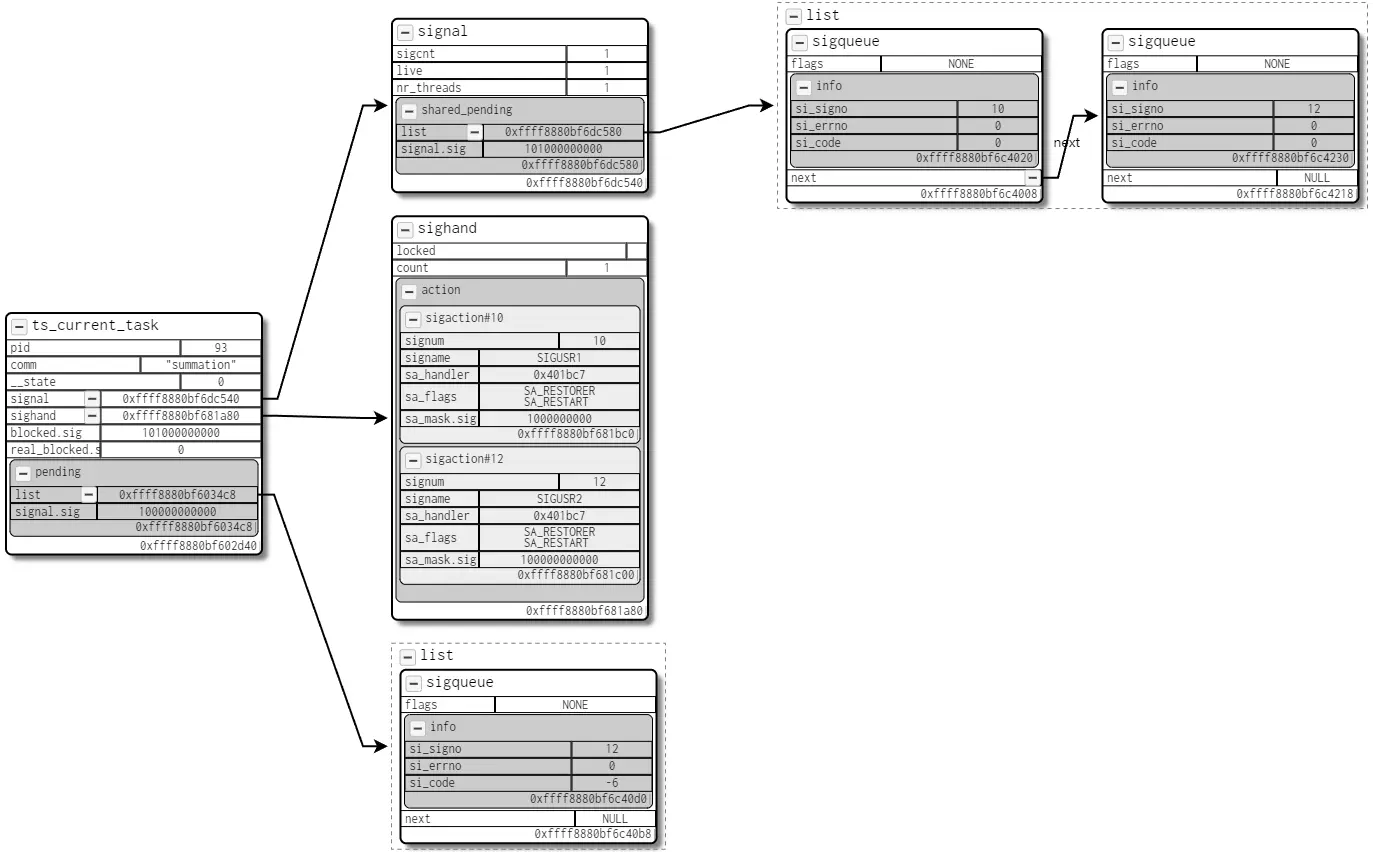 ts_current_task
pid 93
comm "summation"
__state 0
signal 0xffff8880bf6dc540
sighand 0xffff8880bf681a80
blocked.sig 101000000000
real_blocked.s 0
pending
list 0xffff8880bf6034c8
signal.sig 100000000000
0xffff8880bf6034c8
0xffff8880bf602d40
signal
sigcnt 1
live 1
nr_threads 1
shared_pending
list 0xffff8880bf6dc580
signal.sig 101000000000
0xffff8880bf6dc580
0xffff8880bf6dc540
sighand
locked
count 1
action
sigaction#10
signum 10
signame SIGUSR1
sa_handler 0x401bc7
sa_flags SA_RESTORER
SA_RESTART
sa_mask.sig 1000000000
0xffff8880bf681bc0
sigaction#12
signum 12
signame SIGUSR2
sa_handler 0x401bc7
sa_flags SA_RESTORER
SA_RESTART
sa_mask.sig 100000000000
0xffff8880bf681c00
0xffff8880bf681a80
list
sigqueue
flags NONE
info
si_signo 12
si_errno 0
si_code -6
0xffff8880bf6c40d0
next NULL
0xffff8880bf6c40b8
list
sigqueue
flags NONE
info
si_signo 10
si_errno 0
si_code 0
0xffff8880bf6c4020
next
0xffff8880bf6c4008
next
sigqueue
flags NONE
info
si_signo 12
si_errno 0
si_code 0
0xffff8880bf6c4230
next NULL
0xffff8880bf6c4218